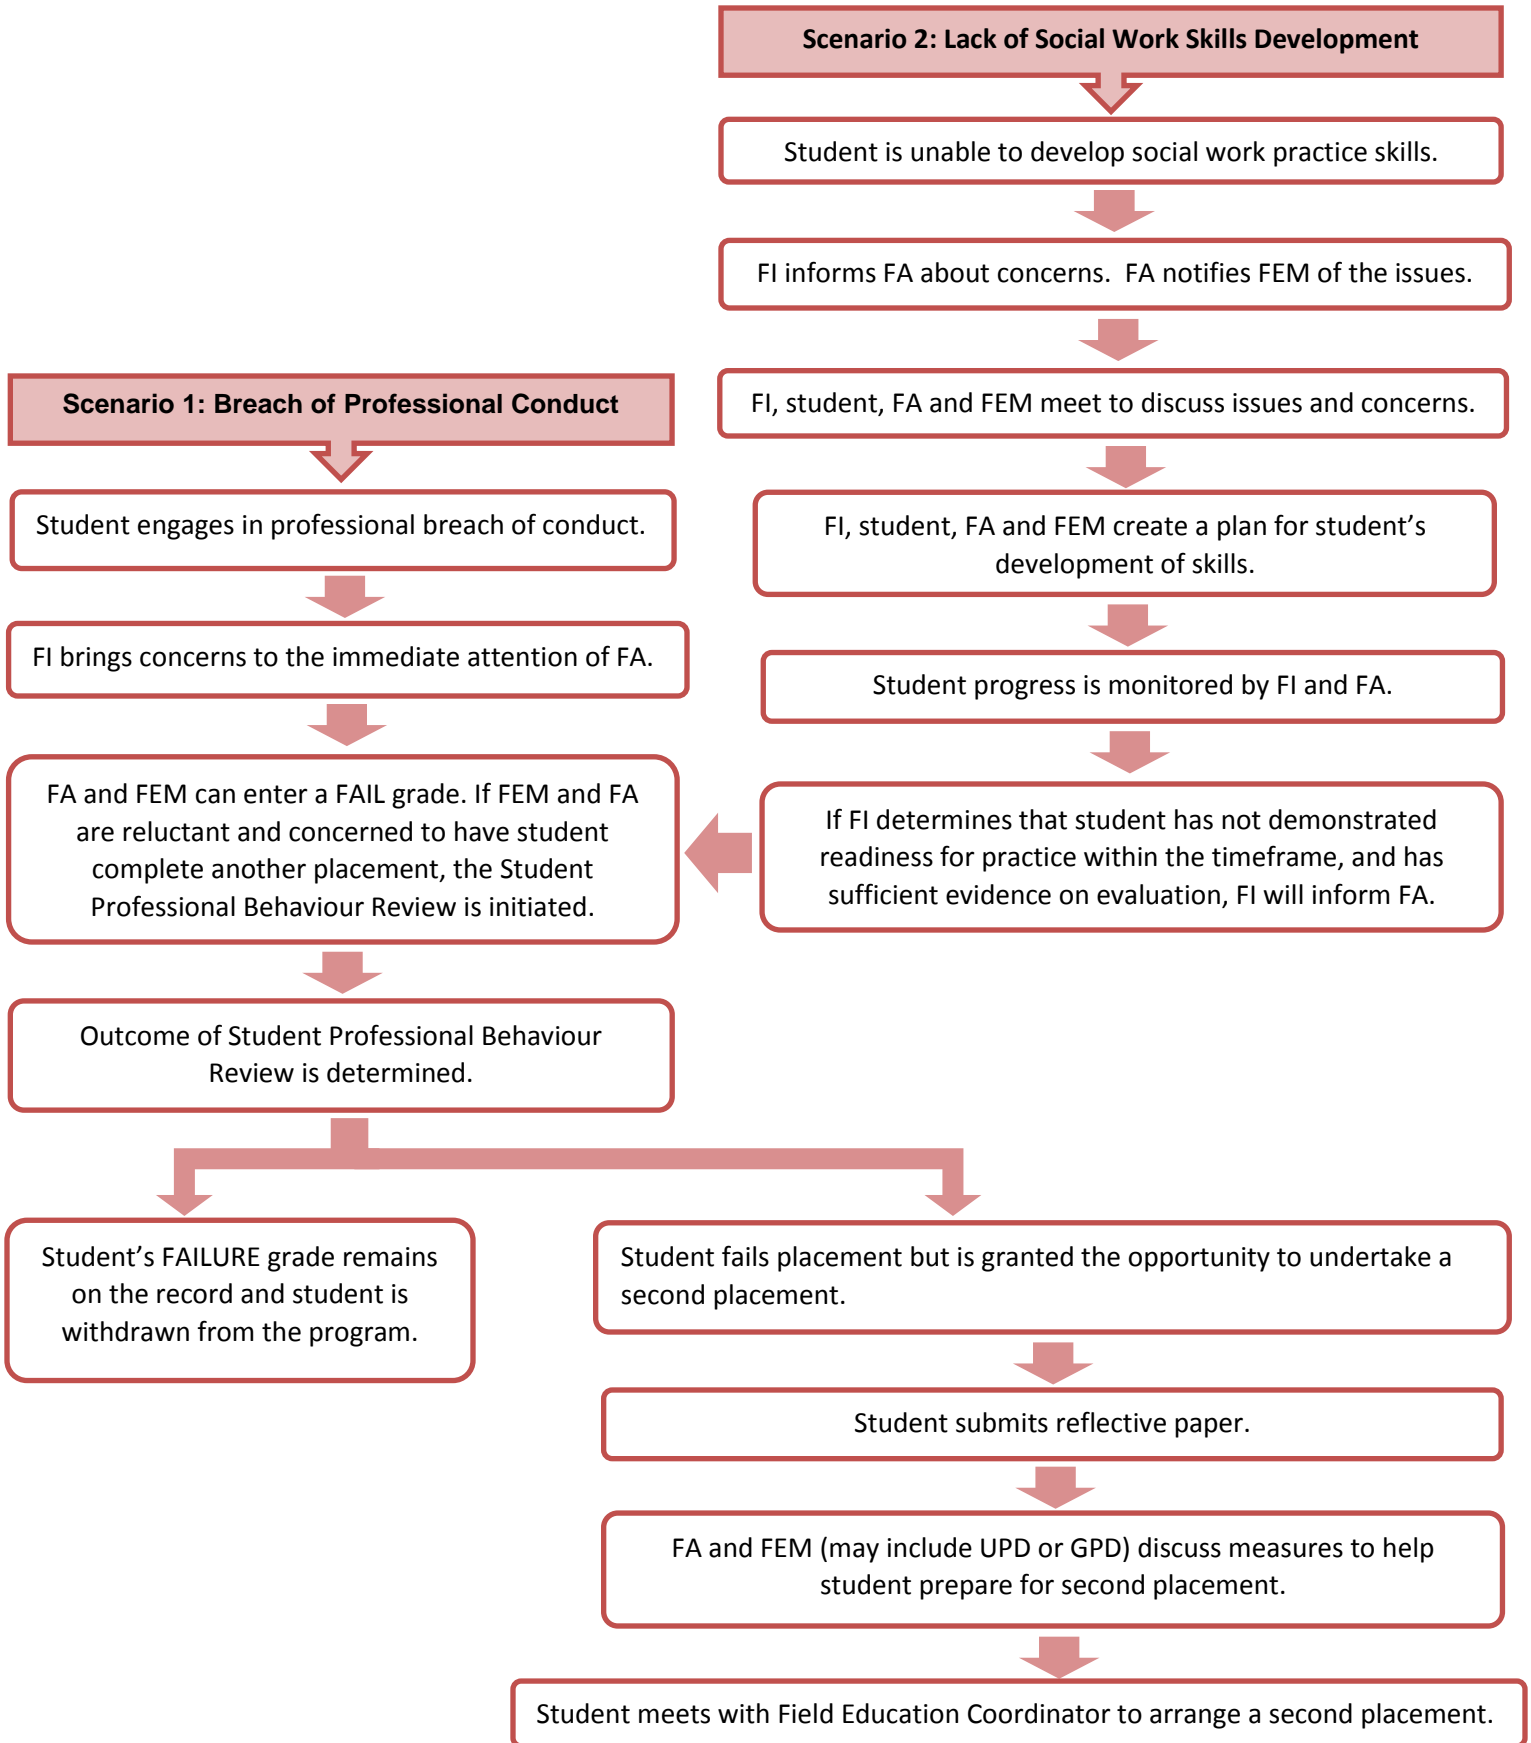 Scenario 2: Lack of Social Work Skills Development
Student is unable to develop social work practice skills.
FI informs FA about concerns.  FA notifies FEM of the issues.
FI, student, FA and FEM meet to discuss issues and concerns.
FI, student, FA and FEM create a plan for student’s
development of skills.
Student progress is monitored by FI and FA.
If FI determines that student has not demonstrated
readiness for practice within the timeframe, and has
sufficient evidence on evaluation, FI will inform FA.
Scenario 1: Breach of Professional Conduct
Student engages in professional breach of conduct.
FI brings concerns to the immediate attention of FA.
FA and FEM can enter a FAIL grade. If FEM and FA
are reluctant and concerned to have student
complete another placement, the Student
Professional Behaviour Review is initiated.
Outcome of Student Professional Behaviour
Review is determined.
Student’s FAILURE grade remains
on the record and student is
withdrawn from the program.
Student fails placement but is granted the opportunity to undertake a
second placement.
Student submits reflective paper.
FA and FEM (may include UPD or GPD) discuss measures to help
student prepare for second placement.
Student meets with Field Education Coordinator to arrange a second placement.